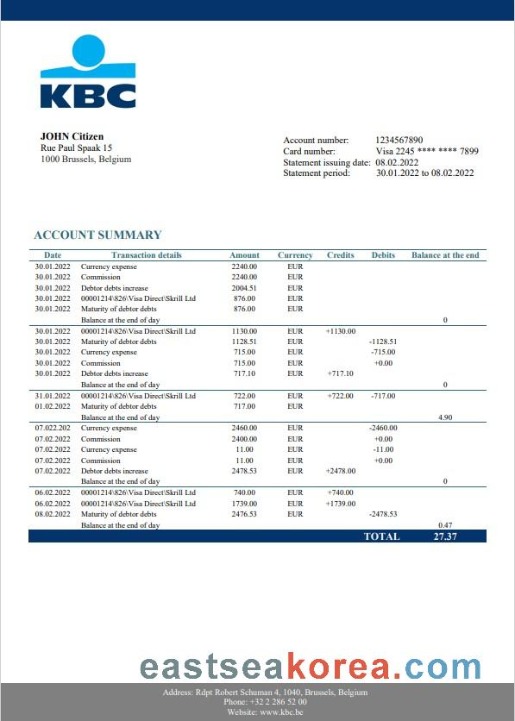 KBC
JOHN Citizen
Rue Paul Spaak 15
1000 Brussels, Belgium
Account number: 1234567890
Card number: Visa 2245 **** **** 7899
Statement issuing date: 08.02.2022
Statement period: 30.01.2022 to 08.02.2022
ACCOUNT SUMMARY
Date Transaction details Amount Currency Credits Debits Balance at the end
30.01.2022 Currency expense 2240.00 EUR
30.01.2022 Commission 2240.00 EUR
30.01.2022 Debtor debts increase 2004.51 EUR
30.01.2022 00001214\826\Visa Direct\Skrill Ltd 876.00 EUR
30.01.2022 Maturity of debtor debts 876.00 EUR
Balance at the end of day 0
30.01.2022 00001214\826\Visa Direct\Skrill Ltd 1130.00 EUR +1130.00
30.01.2022 Maturity of debtor debts 1128.51 EUR -1128.51
30.01.2022 Currency expense 715.00 EUR -715.00
30.01.2022 Commission 715.00 EUR +0.00
30.01.2022 Debtor debts increase 717.10 EUR +717.10
Balance at the end of day 0
31.01.2022 00001214\826\Visa Direct\Skrill Ltd 722.00 EUR +722.00 -717.00
01.02.2022 Maturity of debtor debts 717.00 EUR
Balance at the end of day 4.90
07.022.202 Currency expense 2460.00 EUR -2460.00
07.02.2022 Commission 2400.00 EUR +0.00
07.02.2022 Currency expense 11.00 EUR -11.00
07.02.2022 Commission 11.00 EUR +0.00
07.02.2022 Debtor debts increase 2478.53 EUR +2478.00
Balance at the end of day 0
06.02.2022 00001214\826\Visa Direct\Skrill Ltd 740.00 EUR +740.00
06.02.2022 00001214\826\Visa Direct\Skrill Ltd 1739.00 EUR +1739.00
08.02.2022 Maturity of debtor debts 2476.53 EUR -2478.53
Balance at the end of day 0.47
TOTAL 27.37
eastseakorea.com
Address: Rdpt Robert Schuman 4, 1040, Brussels, Belgium
Phone: +32 2 286 52 00
Website: www.kbc.be